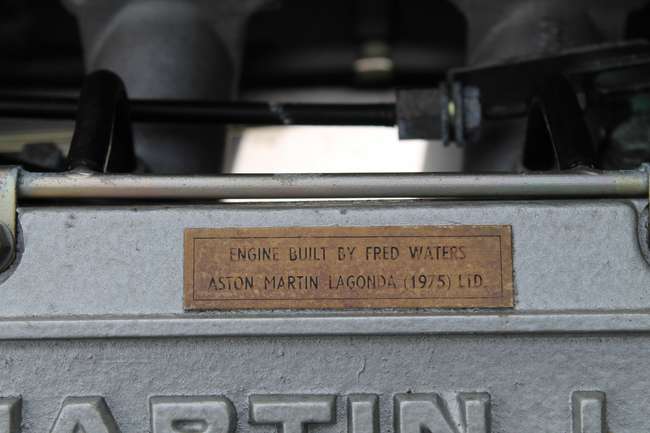 ENGINE BUILT BY FRED WATERS
ASTON MARTIN LAGONDA (1975) LTD.
MARTIN L